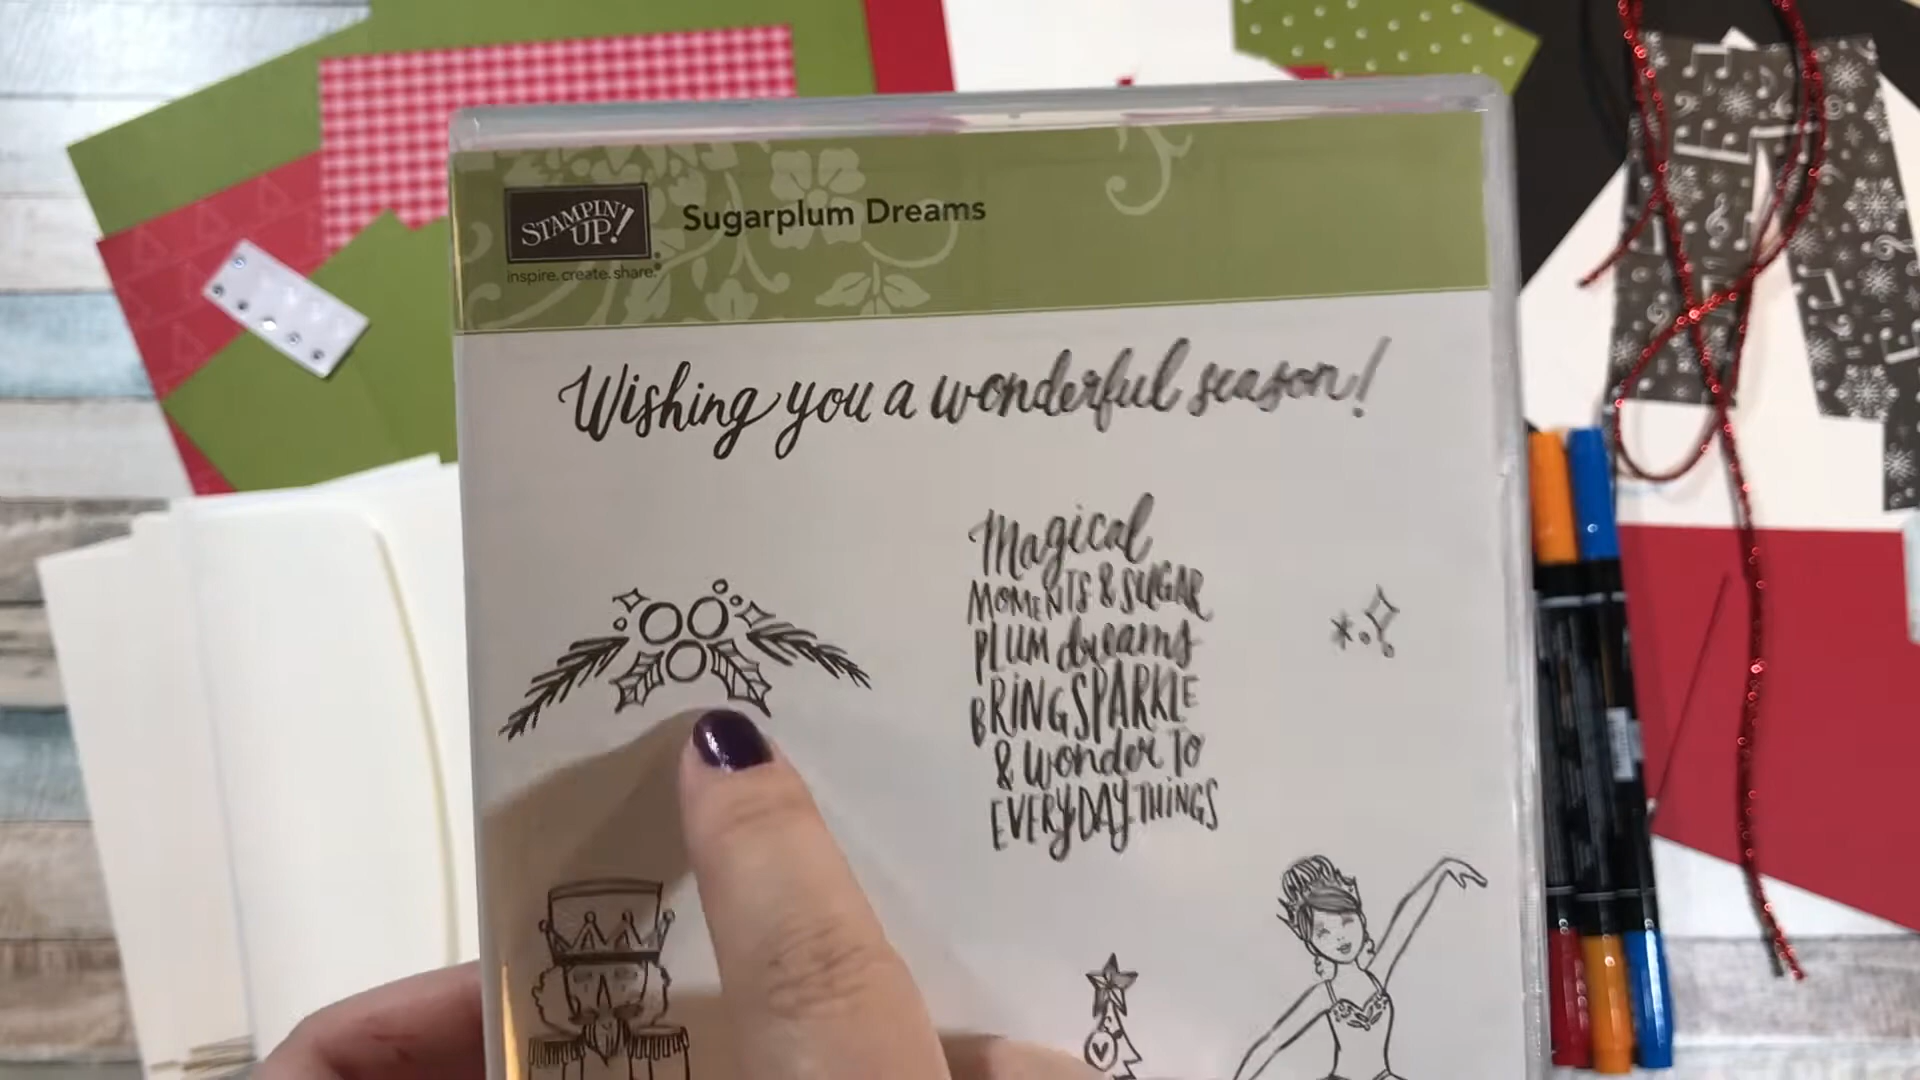 STAMPIN' UP!
inspire.create.share.
Sugarplum Dreams
Wishing you a wonderful season!
Magical
MOMENTS & SUGAR
PLUM dreams
BRING SPARKLE
& wonder To
EVERYDAY THINGS